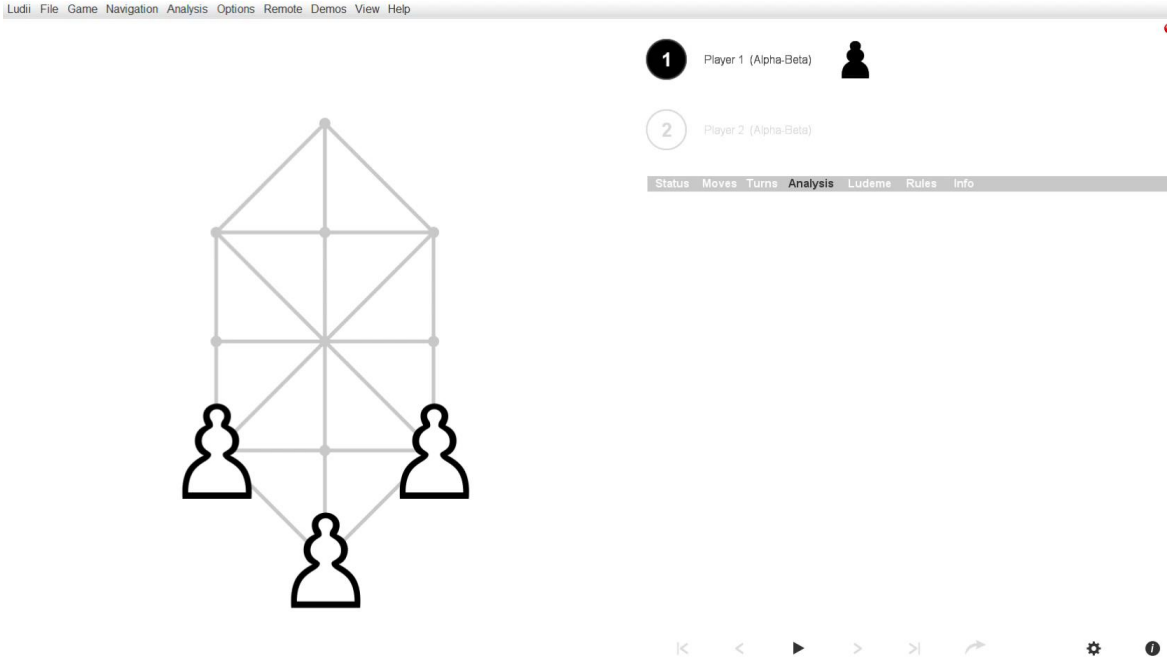 Ludii File Game Navigation Analysis Options Remote Demos View Help
1 Player 1 (Alpha-Beta)
2 Player 2 (Alpha-Beta)
Status Moves Turns Analysis Ludeme Rules Info